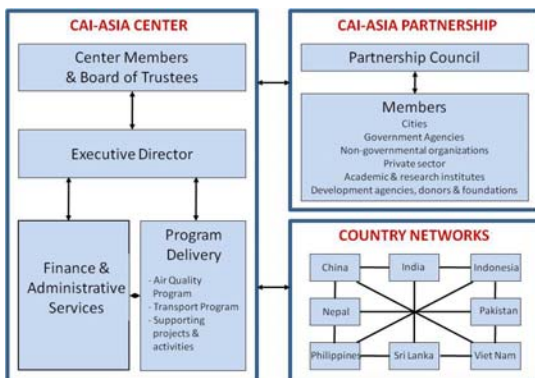 CAI-ASIA CENTER
Center Members
& Board of Trustees
Executive Director
Finance &
Administrative
Services
Program
Delivery
- Air Quality
Program
- Transport Program
- Supporting
projects &
activities
CAI-ASIA PARTNERSHIP
Partnership Council
Members
Cities
Government Agencies
Non-governmental organizations
Private sector
Academic & research institutes
Development agencies, donors & foundations
COUNTRY NETWORKS
China
India
Indonesia
Nepal
Pakistan
Philippines
Sri Lanka
Viet Nam